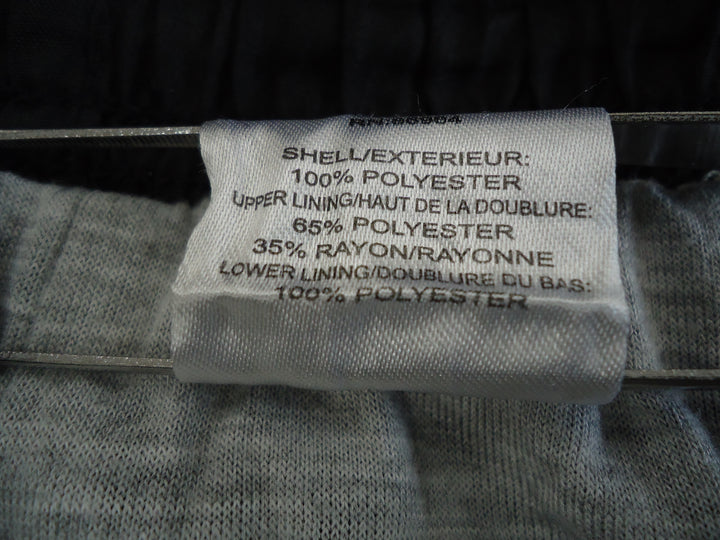 SHELL/EXTERIEUR:
100% POLYESTER
UPPER LINING/HAUT DE LA DOUBLURE:
65% POLYESTER
35% RAYON/RAYONNE
LOWER LINING/DOUBLURE DU BAS:
100% POLYESTER